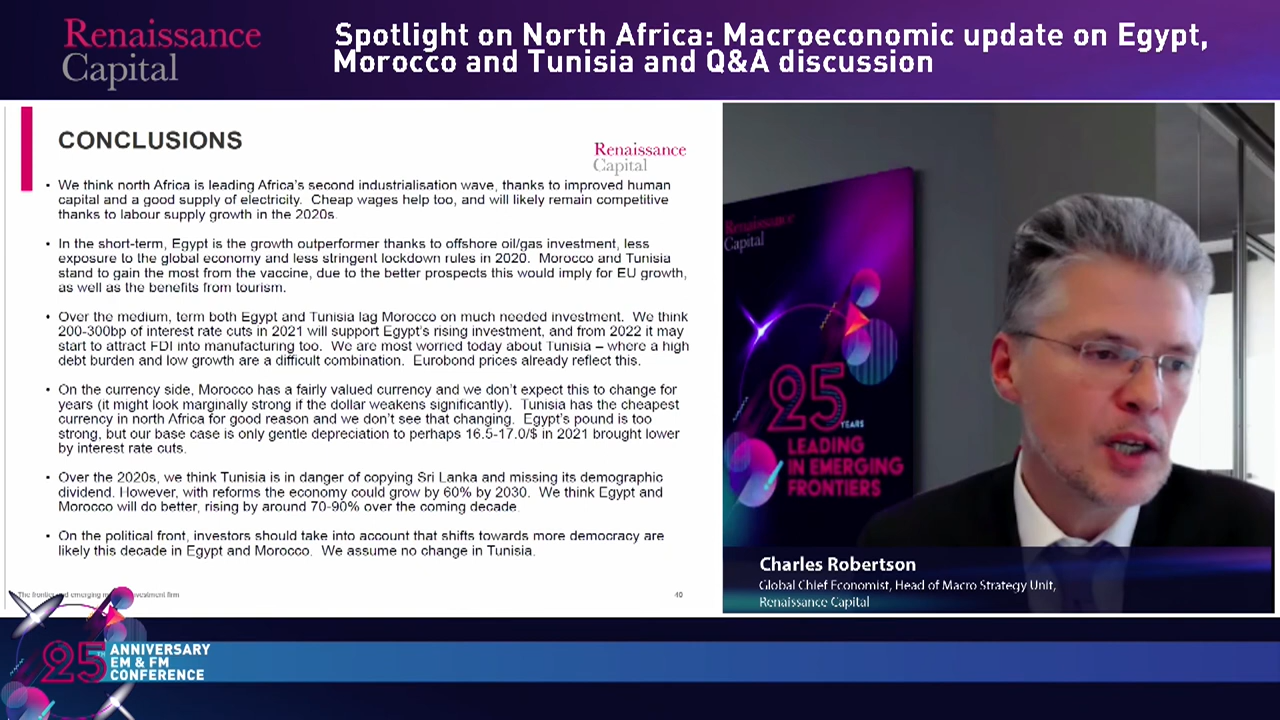 Renaissance
Capital
Spotlight on North Africa: Macroeconomic update on Egypt,
Morocco and Tunisia and Q&A discussion
CONCLUSIONS
Renaissance
Capital
• We think north Africa is leading Africa's second industrialisation wave, thanks to improved human
capital and a good supply of electricity. Cheap wages help too, and will likely remain competitive
thanks to labour supply growth in the 2020s.
• In the short-term, Egypt is the growth outperformer thanks to offshore oil/gas investment, less
exposure to the global economy and less stringent lockdown rules in 2020. Morocco and Tunisia
stand to gain the most from the vaccine, due to the better prospects this would imply for EU growth,
as well as the benefits from tourism.
• Over the medium, term both Egypt and Tunisia lag Morocco on much needed investment. We think
200-300bp of interest rate cuts in 2021 will support Egypt's rising investment, and from 2022 it may
start to attract FDI into manufacturing too. We are most worried today about Tunisia – where a high
debt burden and low growth are a difficult combination. Eurobond prices already reflect this.
• On the currency side, Morocco has a fairly valued currency and we don't expect this to change for
years (it might look marginally strong if the dollar weakens significantly). Tunisia has the cheapest
currency in north Africa for good reason and we don't see that changing. Egypt's pound is too
strong, but our base case is only gentle depreciation to perhaps 16.5-17.0/$ in 2021 brought lower
by interest rate cuts.
• Over the 2020s, we think Tunisia is in danger of copying Sri Lanka and missing its demographic
dividend. However, with reforms the economy could grow by 60% by 2030. We think Egypt and
Morocco will do better, rising by around 70-90% over the coming decade.
• On the political front, investors should take into account that shifts towards more democracy are
likely this decade in Egypt and Morocco. We assume no change in Tunisia.
The frontier emerging investment firm
40
Renaissance
Capital
25
YEARS
LEADING
IN EMERGING
FRONTIERS
Charles Robertson
Global Chief Economist, Head of Macro Strategy Unit,
Renaissance Capital
25TH
ANNIVERSARY
EM & FM
CONFERENCE